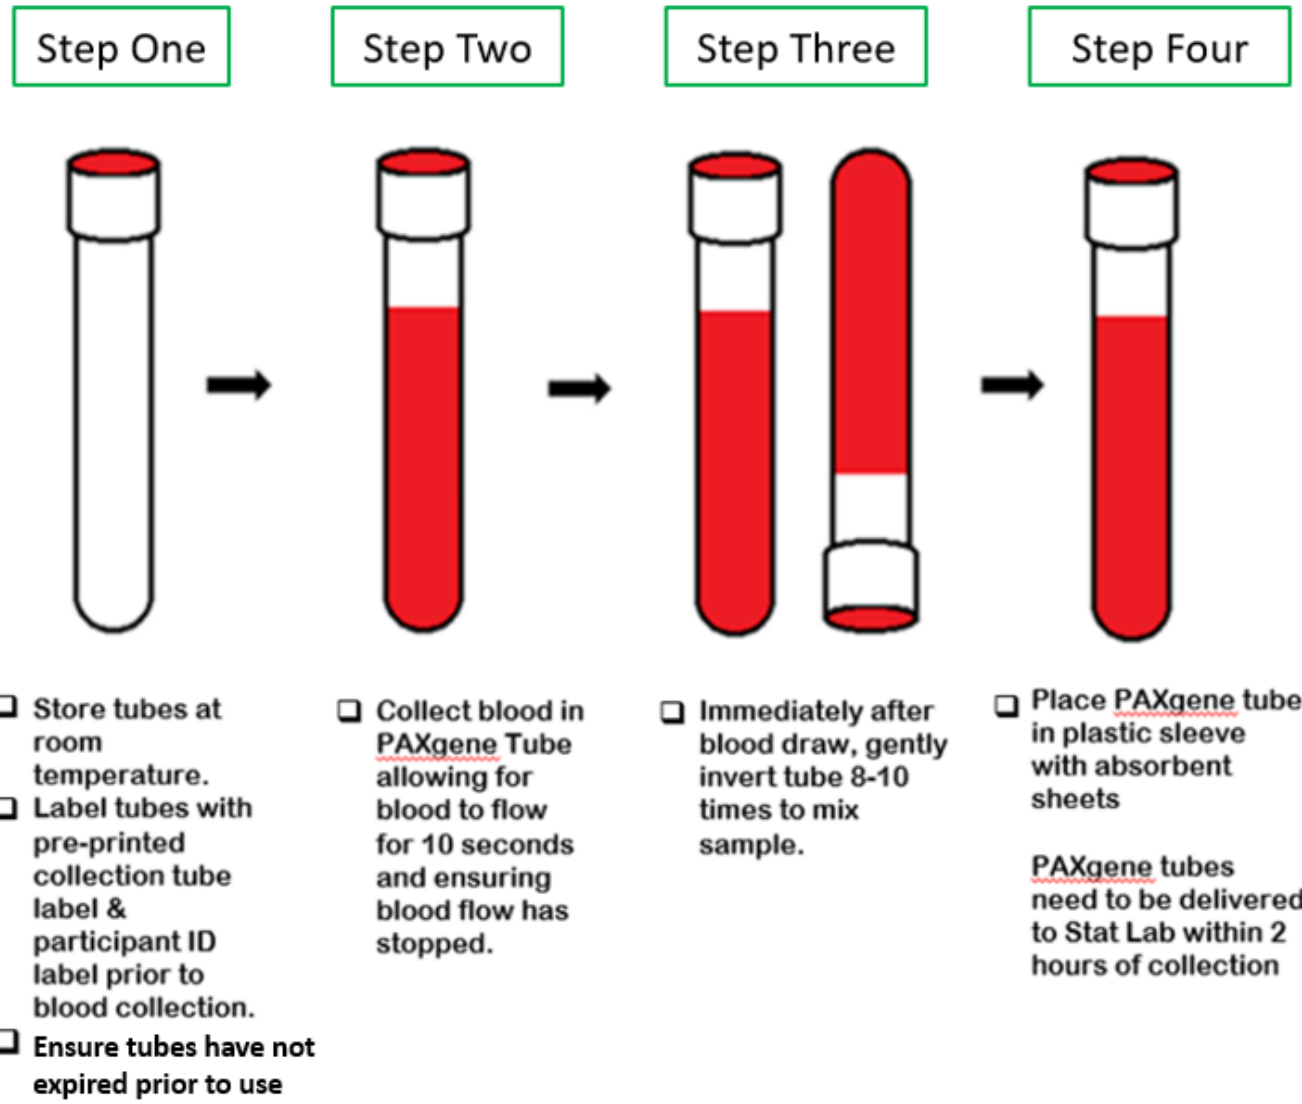 Step One
Step Two
Step Three
Step Four
Store tubes at
room
temperature.
Label tubes with
pre-printed
collection tube
label &
participant ID
label prior to
blood collection.
Ensure tubes have not
expired prior to use
Collect blood in
PAXgene Tube
allowing for
blood to flow
for 10 seconds
and ensuring
blood flow has
stopped.
Immediately after
blood draw, gently
invert tube 8-10
times to mix
sample.
Place PAXgene tube
in plastic sleeve
with absorbent
sheets
PAXgene tubes
need to be delivered
to Stat Lab within 2
hours of collection